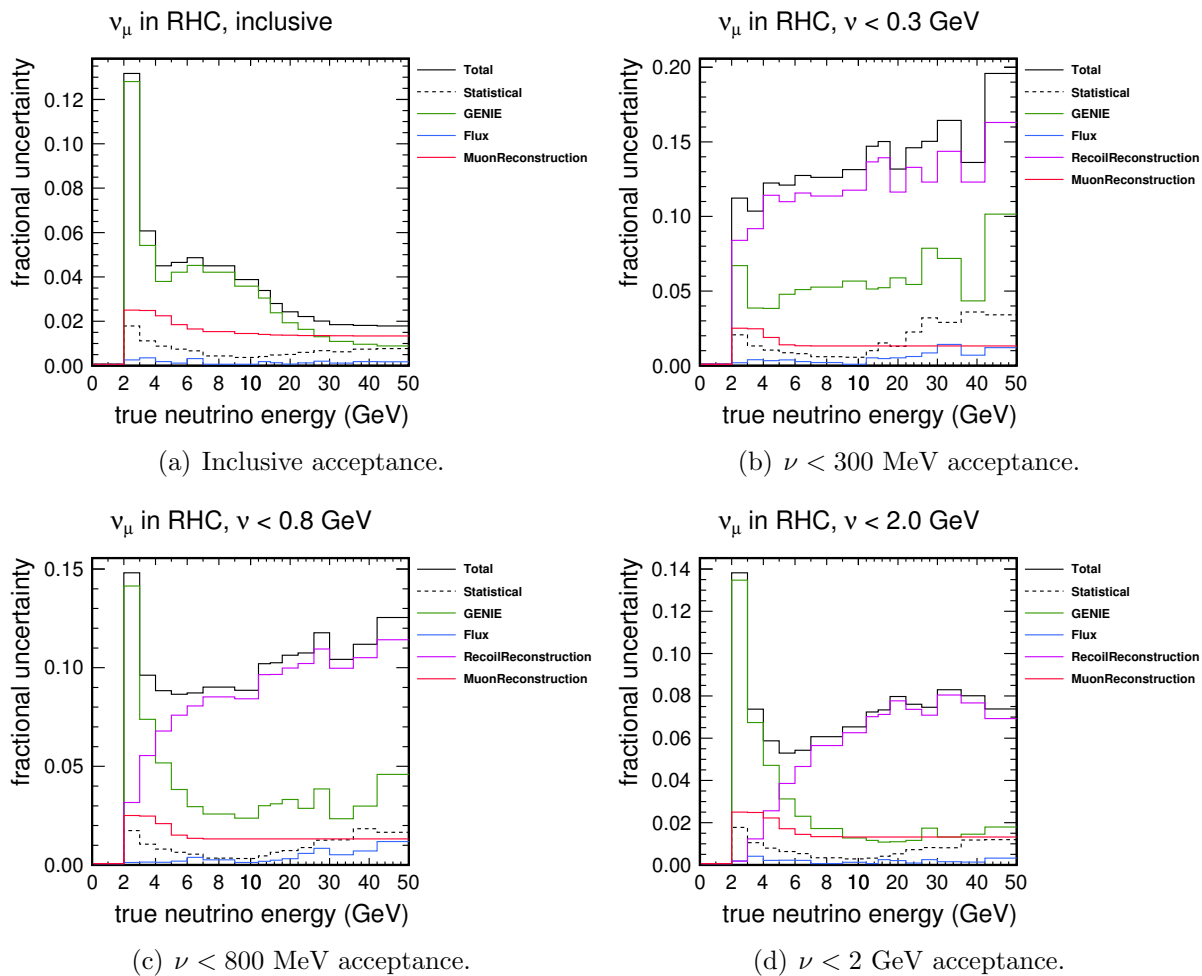 νμ in RHC, inclusive
fractional uncertainty
0.12
0.10
0.08
0.06
0.04
0.02
0.00
0 2 4 6 8 10 20 30 40 50
true neutrino energy (GeV)
Total
Statistical
GENIE
Flux
MuonReconstruction
(a) Inclusive acceptance.
νμ in RHC, ν < 0.3 GeV
fractional uncertainty
0.20
0.15
0.10
0.05
0.00
0 2 4 6 8 10 20 30 40 50
true neutrino energy (GeV)
Total
Statistical
GENIE
Flux
RecoilReconstruction
MuonReconstruction
(b) ν < 300 MeV acceptance.
νμ in RHC, ν < 0.8 GeV
fractional uncertainty
0.15
0.10
0.05
0.00
0 2 4 6 8 10 20 30 40 50
true neutrino energy (GeV)
Total
Statistical
GENIE
Flux
RecoilReconstruction
MuonReconstruction
(c) ν < 800 MeV acceptance.
νμ in RHC, ν < 2.0 GeV
fractional uncertainty
0.14
0.12
0.10
0.08
0.06
0.04
0.02
0.00
0 2 4 6 8 10 20 30 40 50
true neutrino energy (GeV)
Total
Statistical
GENIE
Flux
RecoilReconstruction
MuonReconstruction
(d) ν < 2 GeV acceptance.